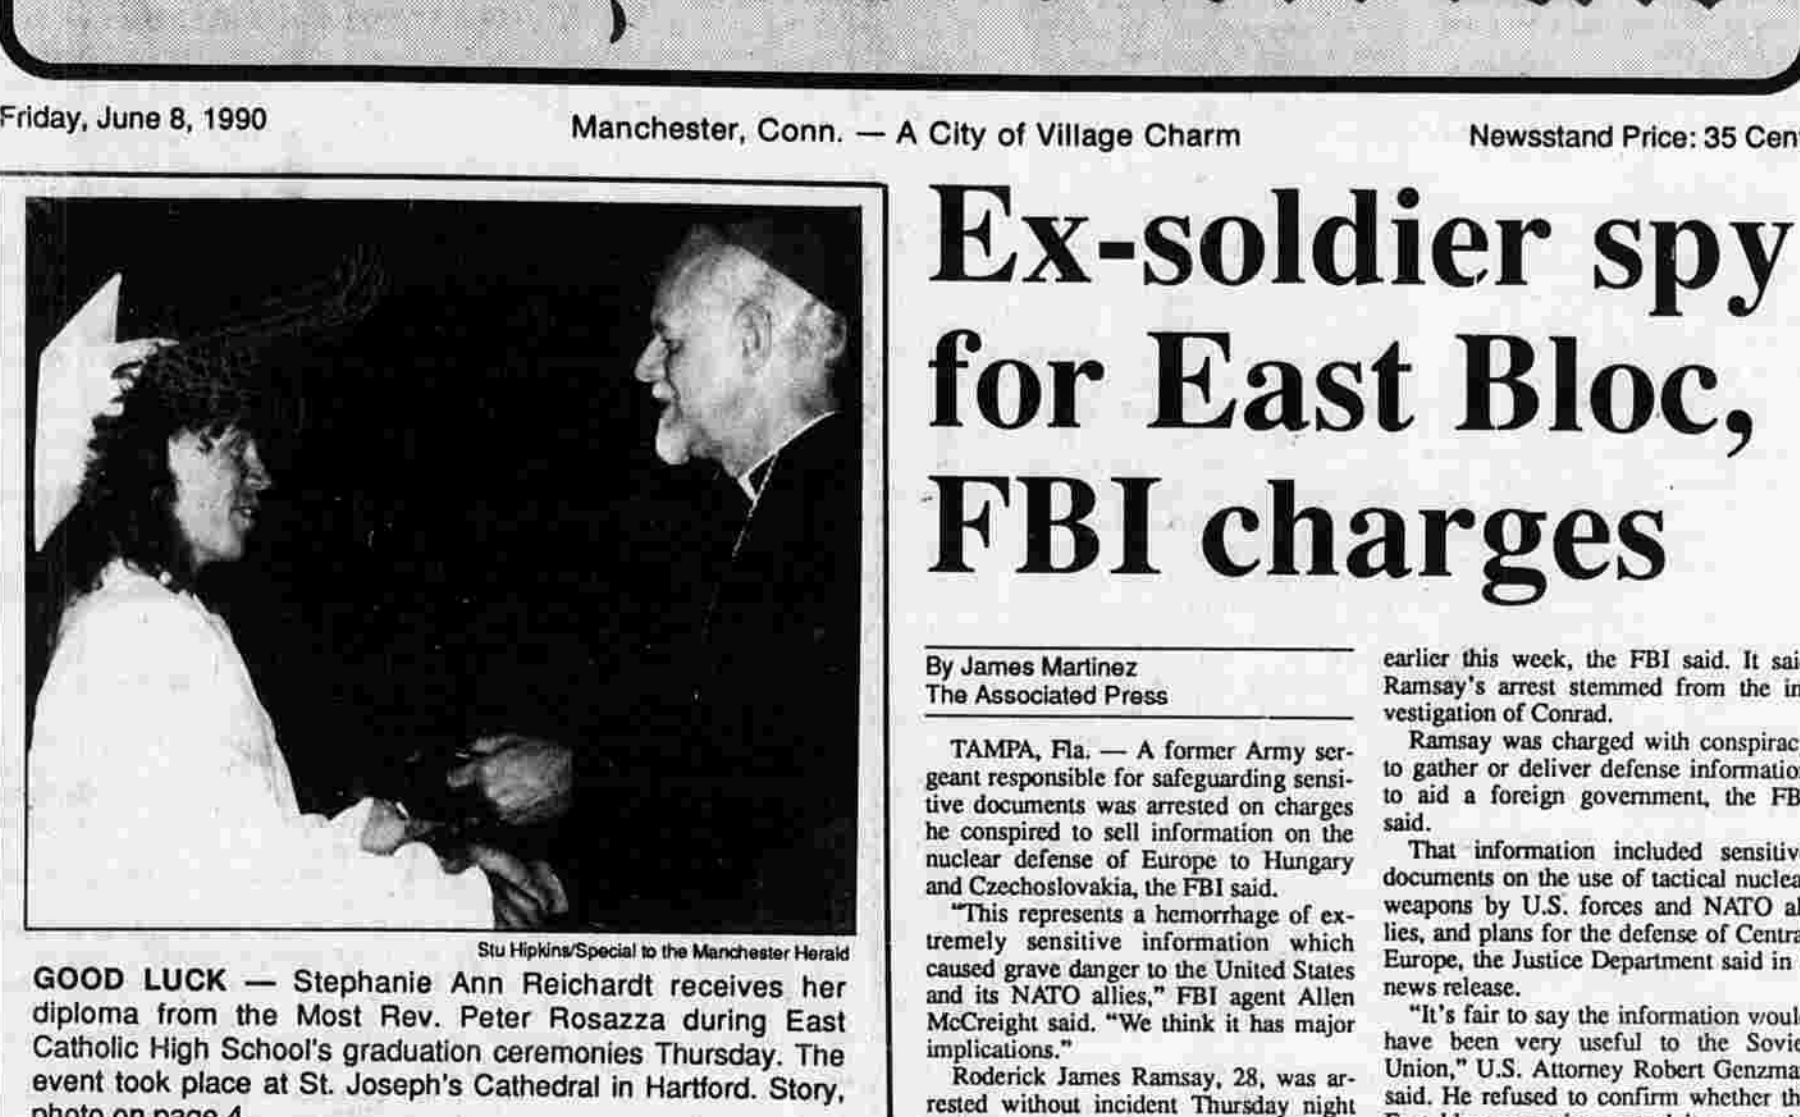 Friday, June 8, 1990
Manchester, Conn. — A City of Village Charm
Newsstand Price: 35 Cen
Stu Hipkins/Special to the Manchester Herald
GOOD LUCK — Stephanie Ann Reichardt receives her
diploma from the Most Rev. Peter Rosazza during East
Catholic High School's graduation ceremonies Thursday. The
event took place at St. Joseph's Cathedral in Hartford. Story,
photo on page 4
Ex-soldier spy
for East Bloc,
FBI charges
By James Martinez
The Associated Press
TAMPA, Fla. — A former Army ser-
geant responsible for safeguarding sensi-
tive documents was arrested on charges
he conspired to sell information on the
nuclear defense of Europe to Hungary
and Czechoslovakia, the FBI said.
"This represents a hemorrhage of ex-
tremely sensitive information which
caused grave danger to the United States
and its NATO allies," FBI agent Allen
McCreight said. "We think it has major
implications."
Roderick James Ramsay, 28, was ar-
rested without incident Thursday night
earlier this week, the FBI said. It sai
Ramsay's arrest stemmed from the in
vestigation of Conrad.
Ramsay was charged with conspirac
to gather or deliver defense informatio
to aid a foreign government, the FB
said.
That information included sensitiv
documents on the use of tactical nuclea
weapons by U.S. forces and NATO al
lies, and plans for the defense of Centra
Europe, the Justice Department said in
news release.
"It's fair to say the information woul
have been very useful to the Sovie
Union," U.S. Attorney Robert Genzma
said. He refused to confirm whether th